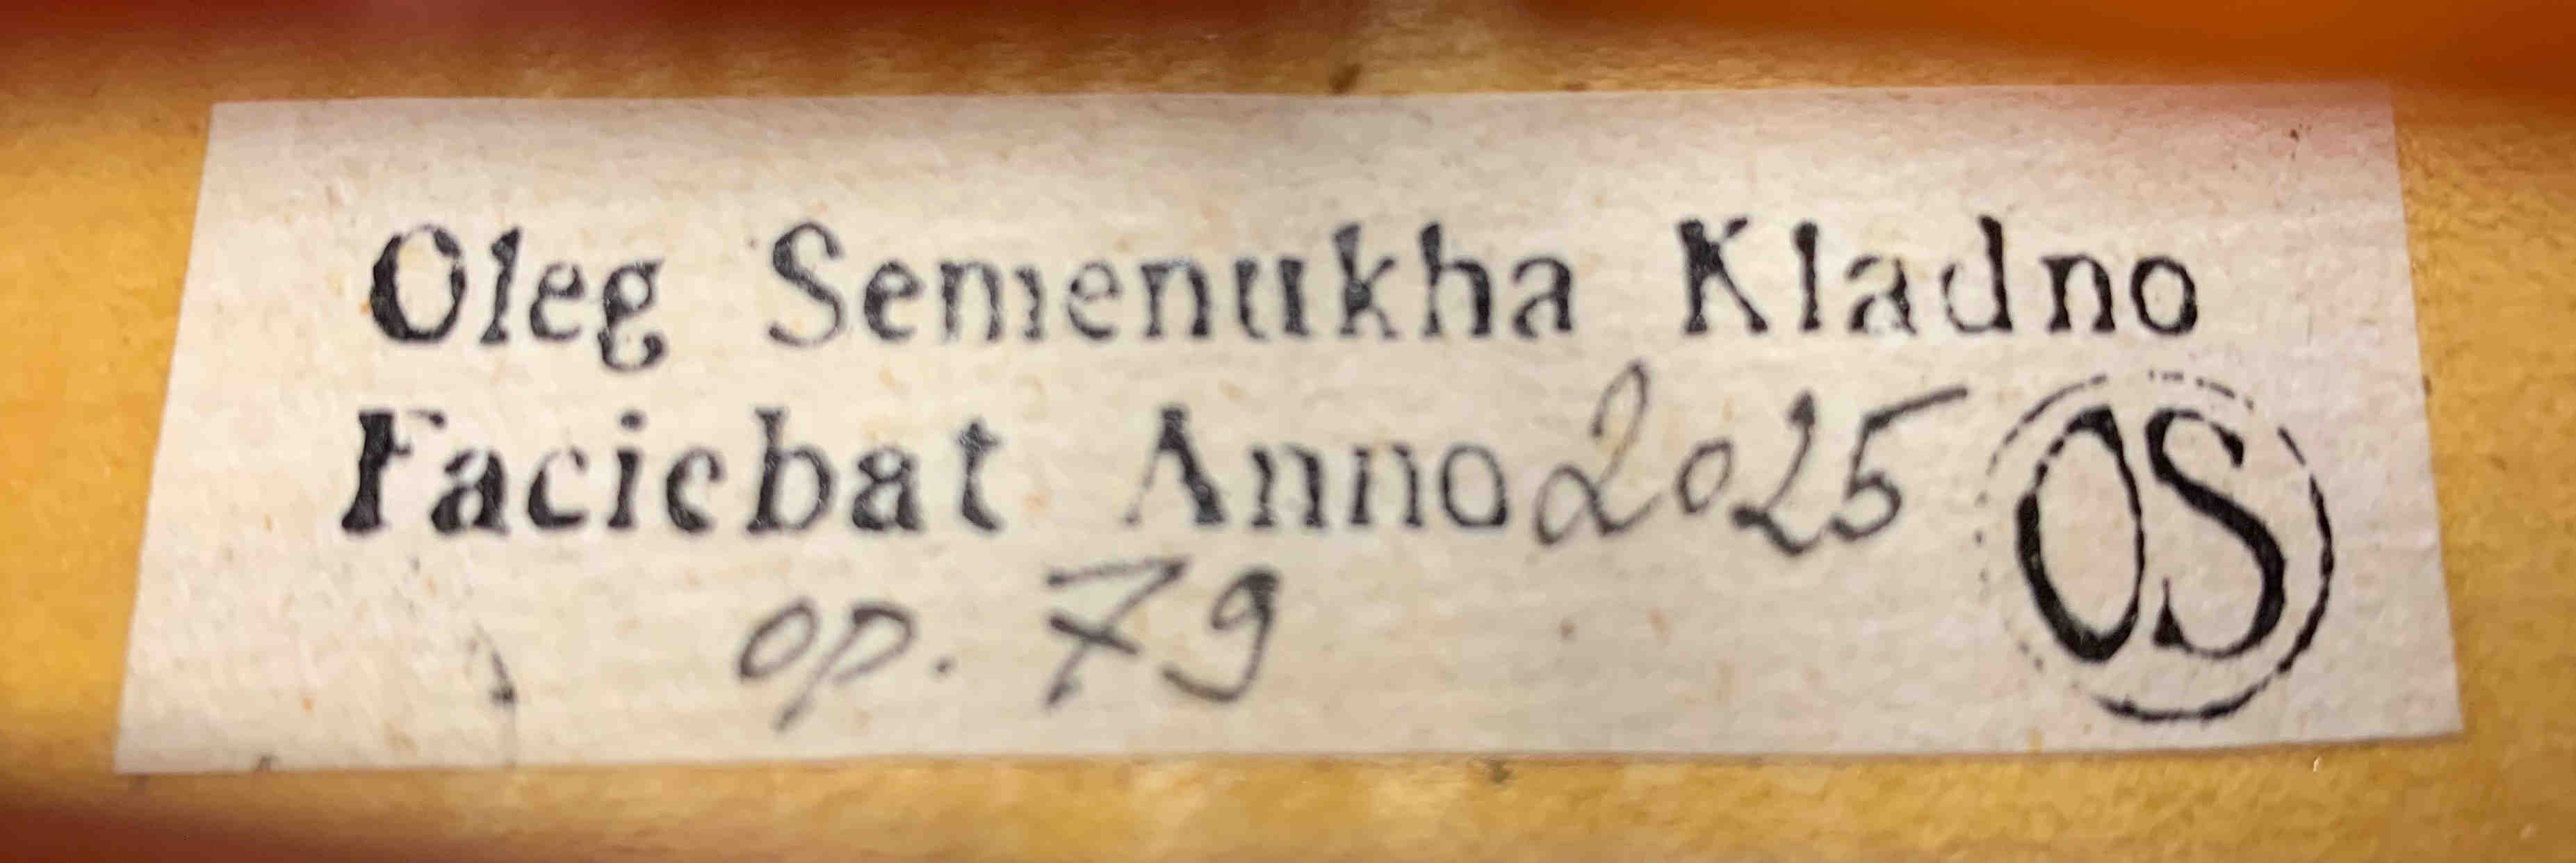 Oleg Semenukha Kladno
Faciebat Anno 2025
OS
op. 79